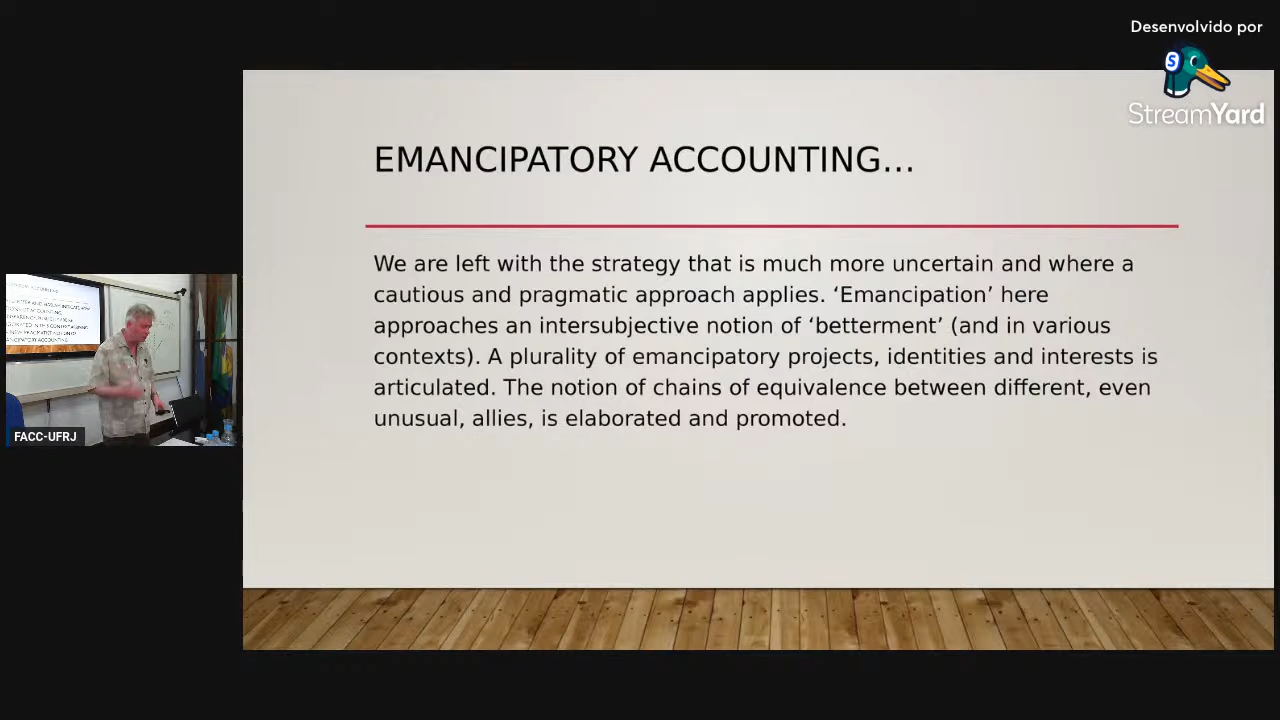 Desenvolvido por
StreamYard
EMANCIPATORY ACCOUNTING...
We are left with the strategy that is much more uncertain and where a
cautious and pragmatic approach applies. ‘Emancipation’ here
approaches an intersubjective notion of ‘betterment’ (and in various
contexts). A plurality of emancipatory projects, identities and interests is
articulated. The notion of chains of equivalence between different, even
unusual, allies, is elaborated and promoted.
FACC-UFRJ